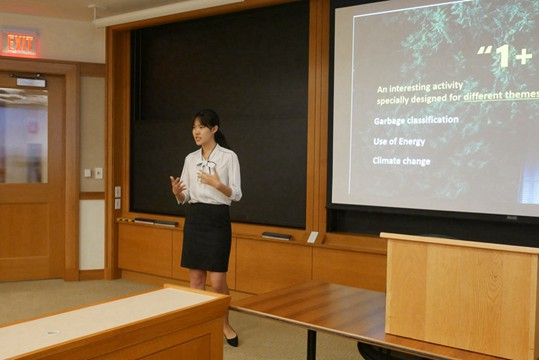 EXIT
“1+
An interesting activity
specially designed for different themes
Garbage classification
Use of Energy
Climate change